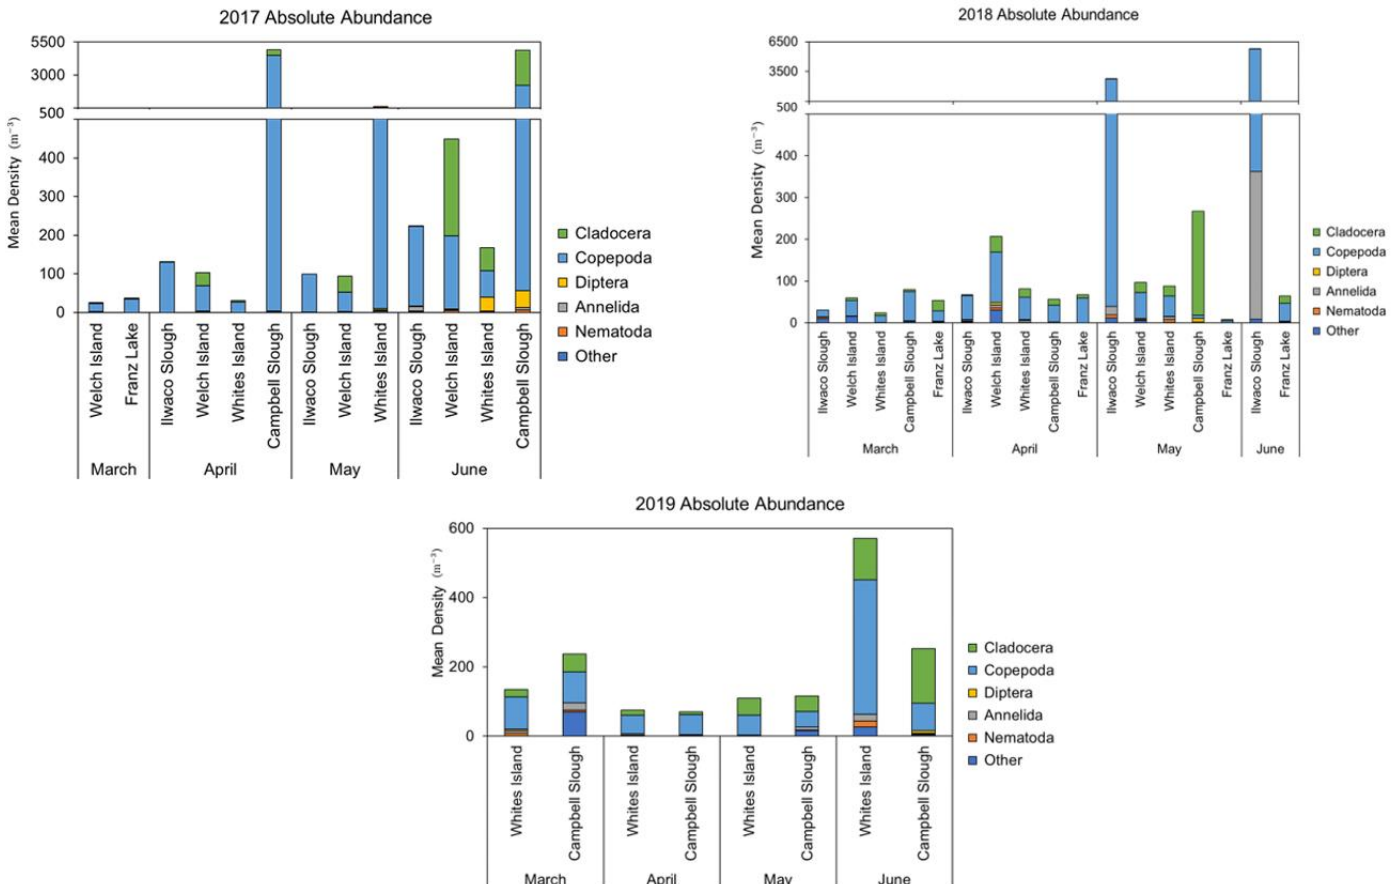 2017 Absolute Abundance
5500
3000
500
400
300
200
100
0
Mean Density (m⁻³)
Welch Island
Franz Lake
Ilwaco Slough
Welch Island
Whites Island
Campbell Slough
Ilwaco Slough
Welch Island
Whites Island
Ilwaco Slough
Welch Island
Whites Island
Campbell Slough
March
April
May
June
Cladocera
Copepoda
Diptera
Annelida
Nematoda
Other
2018 Absolute Abundance
6500
3500
500
400
300
200
100
0
Mean Density (m⁻³)
Ilwaco Slough
Welch Island
Whites Island
Campbell Slough
Franz Lake
Ilwaco Slough
Welch Island
Whites Island
Campbell Slough
Franz Lake
Ilwaco Slough
Welch Island
Whites Island
Campbell Slough
Franz Lake
Ilwaco Slough
Franz Lake
March
April
May
June
Cladocera
Copepoda
Diptera
Annelida
Nematoda
Other
2019 Absolute Abundance
600
400
200
0
Mean Density (m⁻³)
Whites Island
Campbell Slough
Whites Island
Campbell Slough
Whites Island
Campbell Slough
Whites Island
Campbell Slough
March
April
May
June
Cladocera
Copepoda
Diptera
Annelida
Nematoda
Other